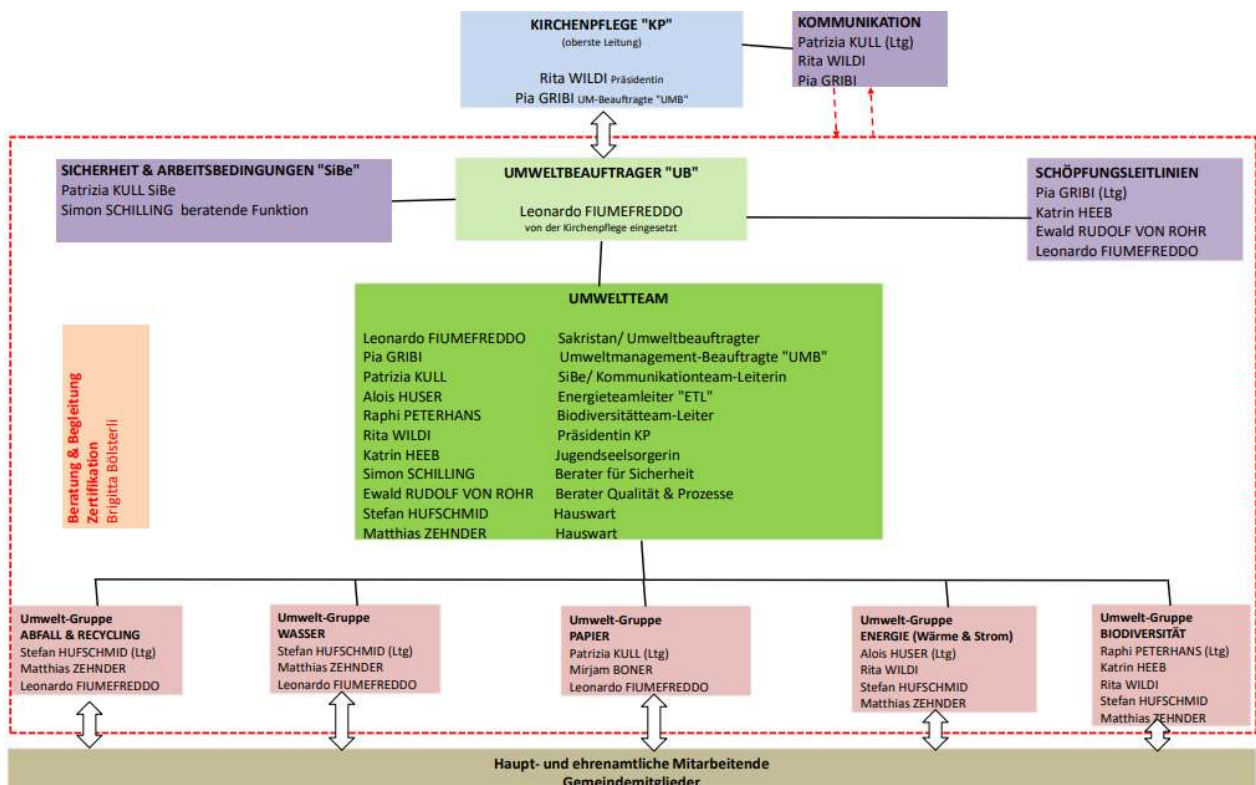 KIRCHENPFLEGE "KP"
(oberste Leitung)
Rita WILDI Präsidentin
Pia GRIBI UM-Beauftragte "UMB"
KOMMUNIKATION
Patrizia KULL (Ltg)
Rita WILDI
Pia GRIBI
SICHERHEIT & ARBEITSBEDINGUNGEN "SiBe"
Patrizia KULL SiBe
Simon SCHILLING beratende Funktion
UMWELTBEAUFTRAGER "UB"
Leonardo FIUMEFREDDO
von der Kirchenpflege eingesetzt
SCHÖPFUNGSLEITLINIEN
Pia GRIBI (Ltg)
Katrin HEEB
Ewald RUDOLF VON ROHR
Leonardo FIUMEFREDDO
UMWELTTEAM
Leonardo FIUMEFREDDO Sakristan/ Umweltbeauftragter
Pia GRIBI Umweltmanagement-Beauftragte "UMB"
Patrizia KULL SiBe/ Kommunikationteam-Leiterin
Alois HUSER Energieteamleiter "ETL"
Raphi PETERHANS Biodiversitätteam-Leiter
Rita WILDI Präsidentin KP
Katrin HEEB Jugendseelsorgerin
Simon SCHILLING Berater für Sicherheit
Ewald RUDOLF VON ROHR Berater Qualität & Prozesse
Stefan HUFSCHMID Hauswart
Matthias ZEHNDER Hauswart
Beratung & Begleitung
Zertifikation
Brigitta Bölsterli
Umwelt-Gruppe
ABFALL & RECYCLING
Stefan HUFSCHMID (Ltg)
Matthias ZEHNDER
Leonardo FIUMEFREDDO
Umwelt-Gruppe
WASSER
Stefan HUFSCHMID (Ltg)
Matthias ZEHNDER
Leonardo FIUMEFREDDO
Umwelt-Gruppe
PAPIER
Patrizia KULL (Ltg)
Mirjam BONER
Leonardo FIUMEFREDDO
Umwelt-Gruppe
ENERGIE (Wärme & Strom)
Alois HUSER (Ltg)
Rita WILDI
Stefan HUFSCHMID
Matthias ZEHNDER
Umwelt-Gruppe
BIODIVERSITÄT
Raphi PETERHANS (Ltg)
Katrin HEEB
Rita WILDI
Stefan HUFSCHMID
Matthias ZEHNDER
Haupt- und ehrenamtliche Mitarbeitende
Gemeindemitglieder